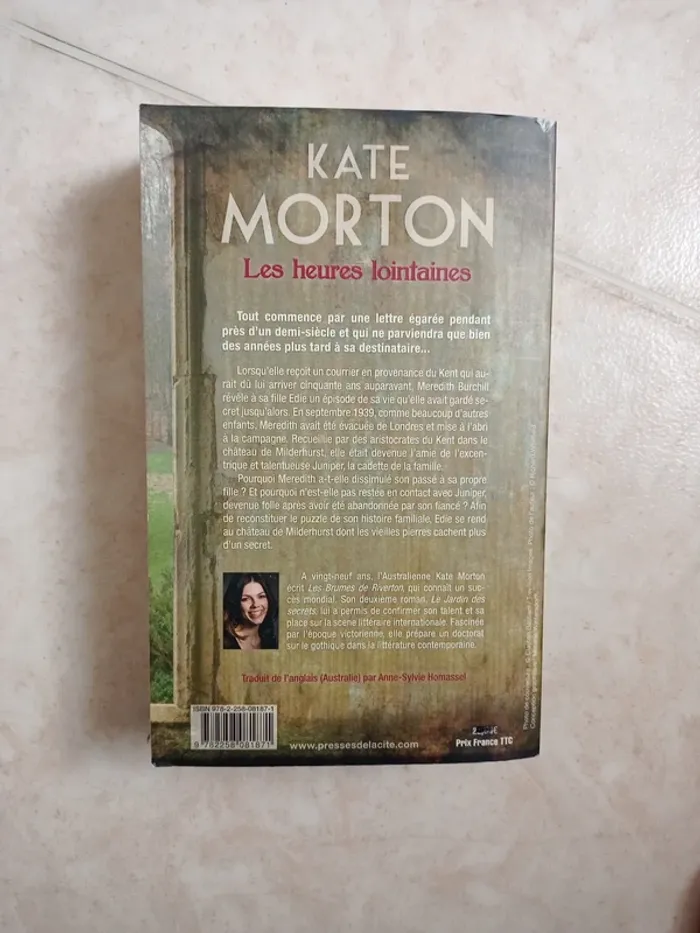 KATE
MORTON
Les heures lointaines
Tout commence par une lettre égarée pendant
près d'un demi-siècle et qui ne parviendra que bien
des années plus tard à sa destinataire...
Lorsqu'elle reçoit un courrier en provenance du Kent qui au-
rait dû lui arriver cinquante ans auparavant, Meredith Burchill
révèle à sa fille Edie un épisode de sa vie qu'elle avait gardé se-
cret jusqu'alors. En septembre 1939, comme beaucoup d'autres
enfants, Meredith avait été évacuée de Londres et mise à l'abri
à la campagne. Recueillie par des aristocrates du Kent dans le
château de Milderhurst, elle était devenue l'amie de l'excen-
trique et talentueuse Juniper, la cadette de la famille.
Pourquoi Meredith a-t-elle dissimulé son passé à sa propre
fille ? Et pourquoi n'est-elle pas restée en contact avec Juniper,
devenue folle après avoir été abandonnée par son fiancé ? Afin
de reconstituer le puzzle de son histoire familiale, Edie se rend
au château de Milderhurst dont les vieilles pierres cachent plus
d'un secret.
A vingt-neuf ans, l'Australienne Kate Morton
écrit Les Brumes de Riverton, qui connaît un suc-
cès mondial. Son deuxième roman, Le Jardin des
secrets, lui a permis de confirmer son talent et sa
place sur la scène littéraire internationale. Fascinée
par l'époque victorienne, elle prépare un doctorat
sur le gothique dans la littérature contemporaine.
Traduit de l'anglais (Australie) par Anne-Sylvie Homassel
ISBN 978-2-258-08187-1
9 782258 081871
www.pressesdelacite.com
Prix France TTC